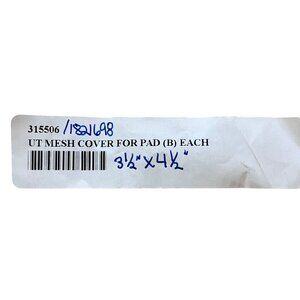 315506 /1821698
UT MESH COVER FOR PAD (B) EACH
3½" X 4½"